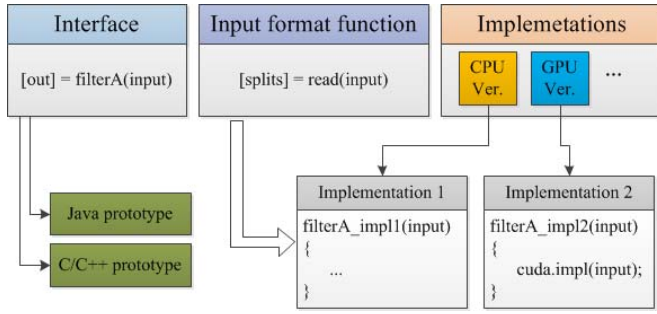 Interface
[out] = filterA(input)
Input format function
[splits] = read(input)
Implemetations
CPU
Ver.
GPU
Ver.
...
Java prototype
C/C++ prototype
Implementation 1
filterA_impl1(input)
{
...
}
Implementation 2
filterA_impl2(input)
{
cuda.impl(input);
}